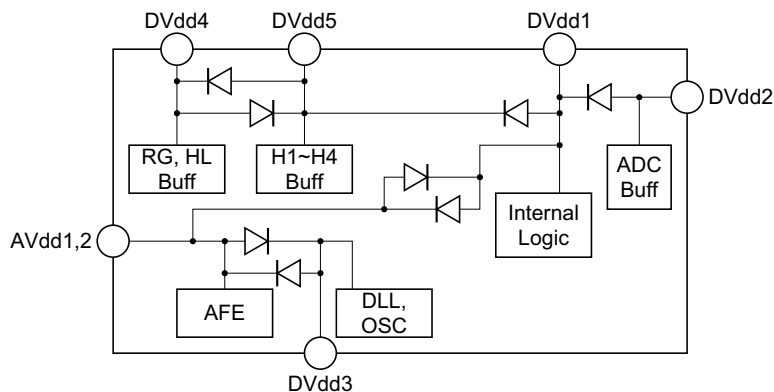 DVdd4
DVdd5
DVdd1
DVdd2
RG, HL
Buff
H1~H4
Buff
ADC
Buff
Internal
Logic
AVdd1,2
AFE
DLL,
OSC
DVdd3